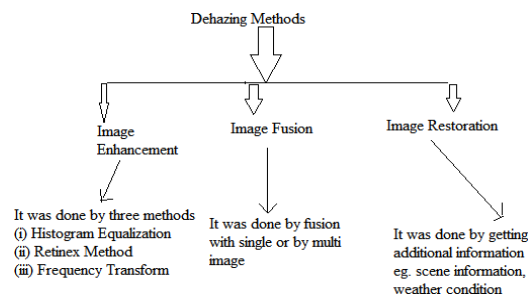 Dehazing Methods
Image
Enhancement
Image Fusion
Image Restoration
It was done by three methods
(i) Histogram Equalization
(ii) Retinex Method
(iii) Frequency Transform
It was done by fusion
with single or by multi
image
It was done by getting
additional information
eg. scene information,
weather condition